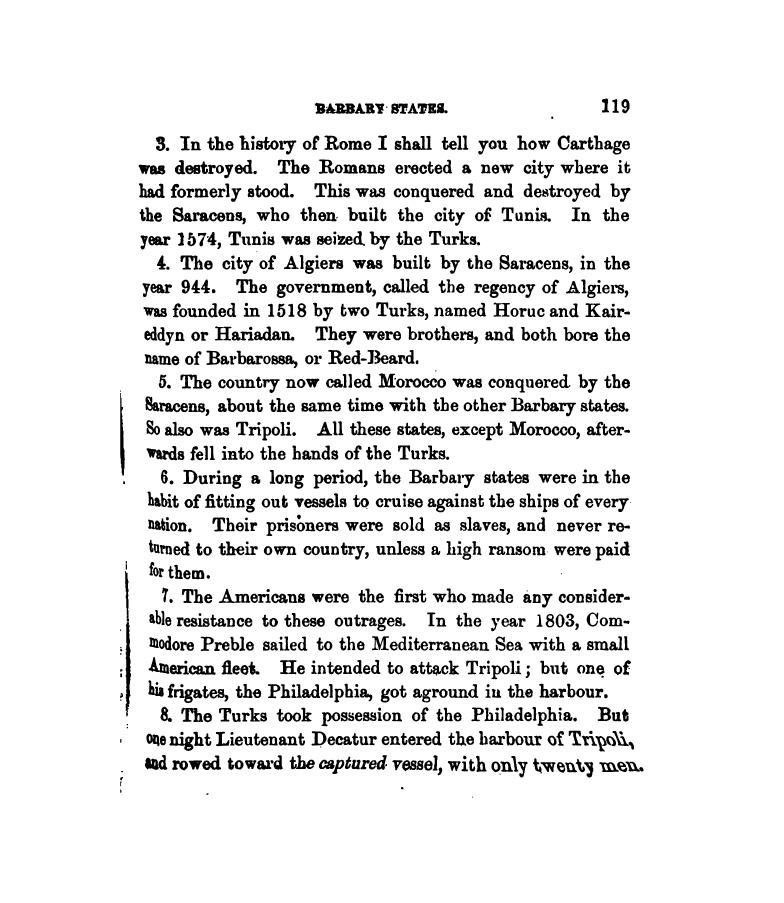 BARBARY STATES. 119
3. In the history of Rome I shall tell you how Carthage
was destroyed. The Romans erected a new city where it
had formerly stood. This was conquered and destroyed by
the Saracens, who then built the city of Tunis. In the
year 1574, Tunis was seized by the Turks.
4. The city of Algiers was built by the Saracens, in the
year 944. The government, called the regency of Algiers,
was founded in 1518 by two Turks, named Horuc and Kair-
eddyn or Hariadan. They were brothers, and both bore the
name of Barbarossa, or Red-Beard.
5. The country now called Morocco was conquered by the
Saracens, about the same time with the other Barbary states.
So also was Tripoli. All these states, except Morocco, after-
wards fell into the hands of the Turks.
6. During a long period, the Barbary states were in the
habit of fitting out vessels to cruise against the ships of every
nation. Their prisoners were sold as slaves, and never re-
turned to their own country, unless a high ransom were paid
for them.
7. The Americans were the first who made any consider-
able resistance to these outrages. In the year 1803, Com-
modore Preble sailed to the Mediterranean Sea with a small
American fleet. He intended to attack Tripoli; but one of
his frigates, the Philadelphia, got aground in the harbour.
8. The Turks took possession of the Philadelphia. But
one night Lieutenant Decatur entered the harbour of Tripoli,
and rowed toward the captured vessel, with only twenty men.